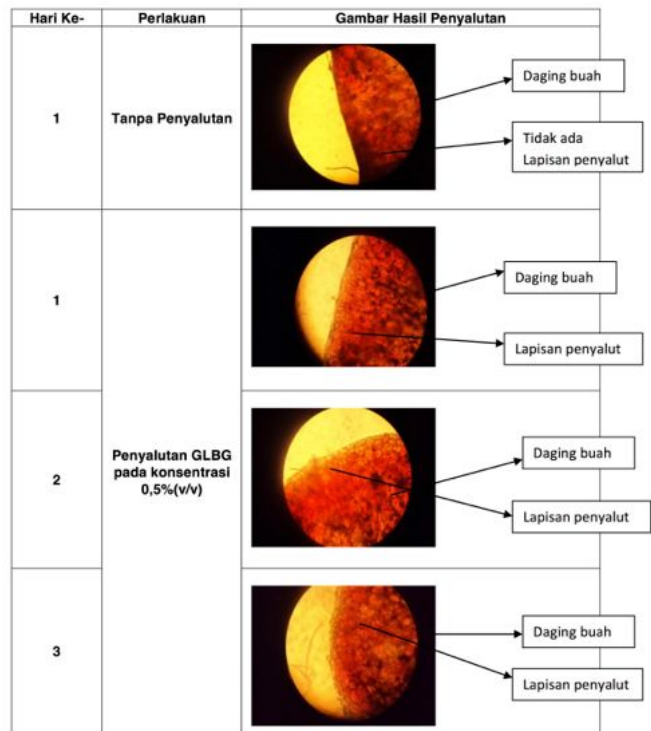 Hari Ke-
Perlakuan
Gambar Hasil Penyalutan
1
Tanpa Penyalutan
Daging buah
Tidak ada
Lapisan penyalut
1
Penyalutan GLBG
pada konsentrasi
0,5%(v/v)
Daging buah
Lapisan penyalut
2
Daging buah
Lapisan penyalut
3
Daging buah
Lapisan penyalut